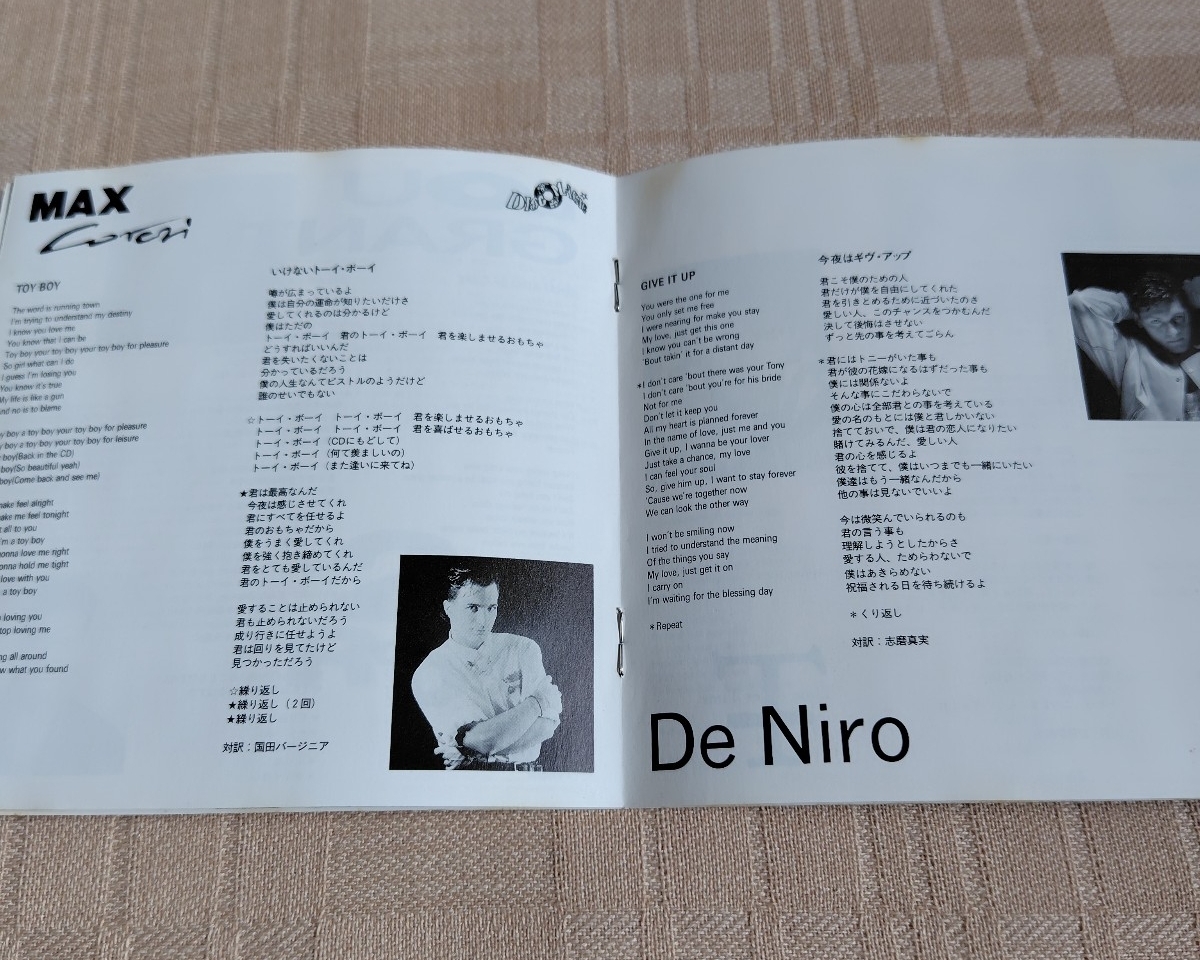 MAX
Coveri
TOY BOY
The word is running town
I'm trying to understand my destiny
I know you love me
You know that I can be
Toy boy your toy boy your toy boy for pleasure
So girl what can I do
I guess I'm losing you
You know it's true
My life is like a gun
And no is to blame
boy a toy boy your toy boy for pleasure
boy a toy boy your toy boy for leisure
boy(Back in the CD)
boy(So beautiful yeah)
boy(Come back and see me)
make feel alright
make me feel tonight
all to you
I'm a toy boy
gonna love me right
gonna hold me tight
love with you
a toy boy
loving you
stop loving me
all around
what you found
いけないトーイ・ボーイ
噂が広まっているよ
僕は自分の運命が知りたいだけさ
愛してくれるのは分かるけど
僕はただの
トーイ・ボーイ 君のトーイ・ボーイ 君を楽しませるおもちゃ
どうすればいいんだ
君を失いたくないことは
分かっているだろう
僕の人生なんてピストルのようだけど
誰のせいでもない
☆トーイ・ボーイ トーイ・ボーイ 君を楽しませるおもちゃ
トーイ・ボーイ トーイ・ボーイ 君を喜ばせるおもちゃ
トーイ・ボーイ（CDにもどして）
トーイ・ボーイ（何て羨ましいの）
トーイ・ボーイ（また逢いに来てね）
★君は最高なんだ
今夜は感じさせてくれ
君にすべてを任せるよ
君のおもちゃだから
僕をうまく愛してくれ
僕を強く抱き締めてくれ
君をとても愛しているんだ
君のトーイ・ボーイだから
愛することは止められない
君も止められないだろう
成り行きに任せようよ
君は回りを見てたけど
見つかっただろう
☆繰り返し
★繰り返し（2回）
★繰り返し
対訳：国田バージニア
GIVE IT UP
You were the one for me
You only set me free
I were nearing for make you stay
My love, just get this one
I know you can't be wrong
'Bout takin' it for a distant day
*I don't care 'bout there was your Tony
I don't care 'bout you're for his bride
Not for me
Don't let it keep you
All my heart is planned forever
In the name of love, just me and you
Give it up, I wanna be your lover
Just take a chance, my love
I can feel your soul
So, give him up, I want to stay forever
'Cause we're together now
We can look the other way
I won't be smiling now
I tried to understand the meaning
Of the things you say
My love, just get it on
I carry on
I'm waiting for the blessing day
*Repeat
今夜はギヴ・アップ
君こそ僕のための人
君だけが僕を自由にしてくれた
君を引きとめるために近づいたのさ
愛しい人、このチャンスをつかむんだ
決して後悔はさせない
ずっと先の事を考えてごらん
*君にはトニーがいた事も
君が彼の花嫁になるはずだった事も
僕には関係ないよ
そんな事にこだわらないで
僕の心は全部君との事を考えている
愛の名のもとには僕と君しかいない
捨てておいで、僕は君の恋人になりたい
賭けてみるんだ、愛しい人
君の心を感じるよ
彼を捨てて、僕はいつまでも一緒にいたい
僕達はもう一緒なんだから
他の事は見ないでいいよ
今は微笑んでいられるのも
君の言う事も
理解しようとしたからさ
愛する人、ためらわないで
僕はあきらめない
祝福される日を待ち続けるよ
*くり返し
対訳：志磨真実
De Niro